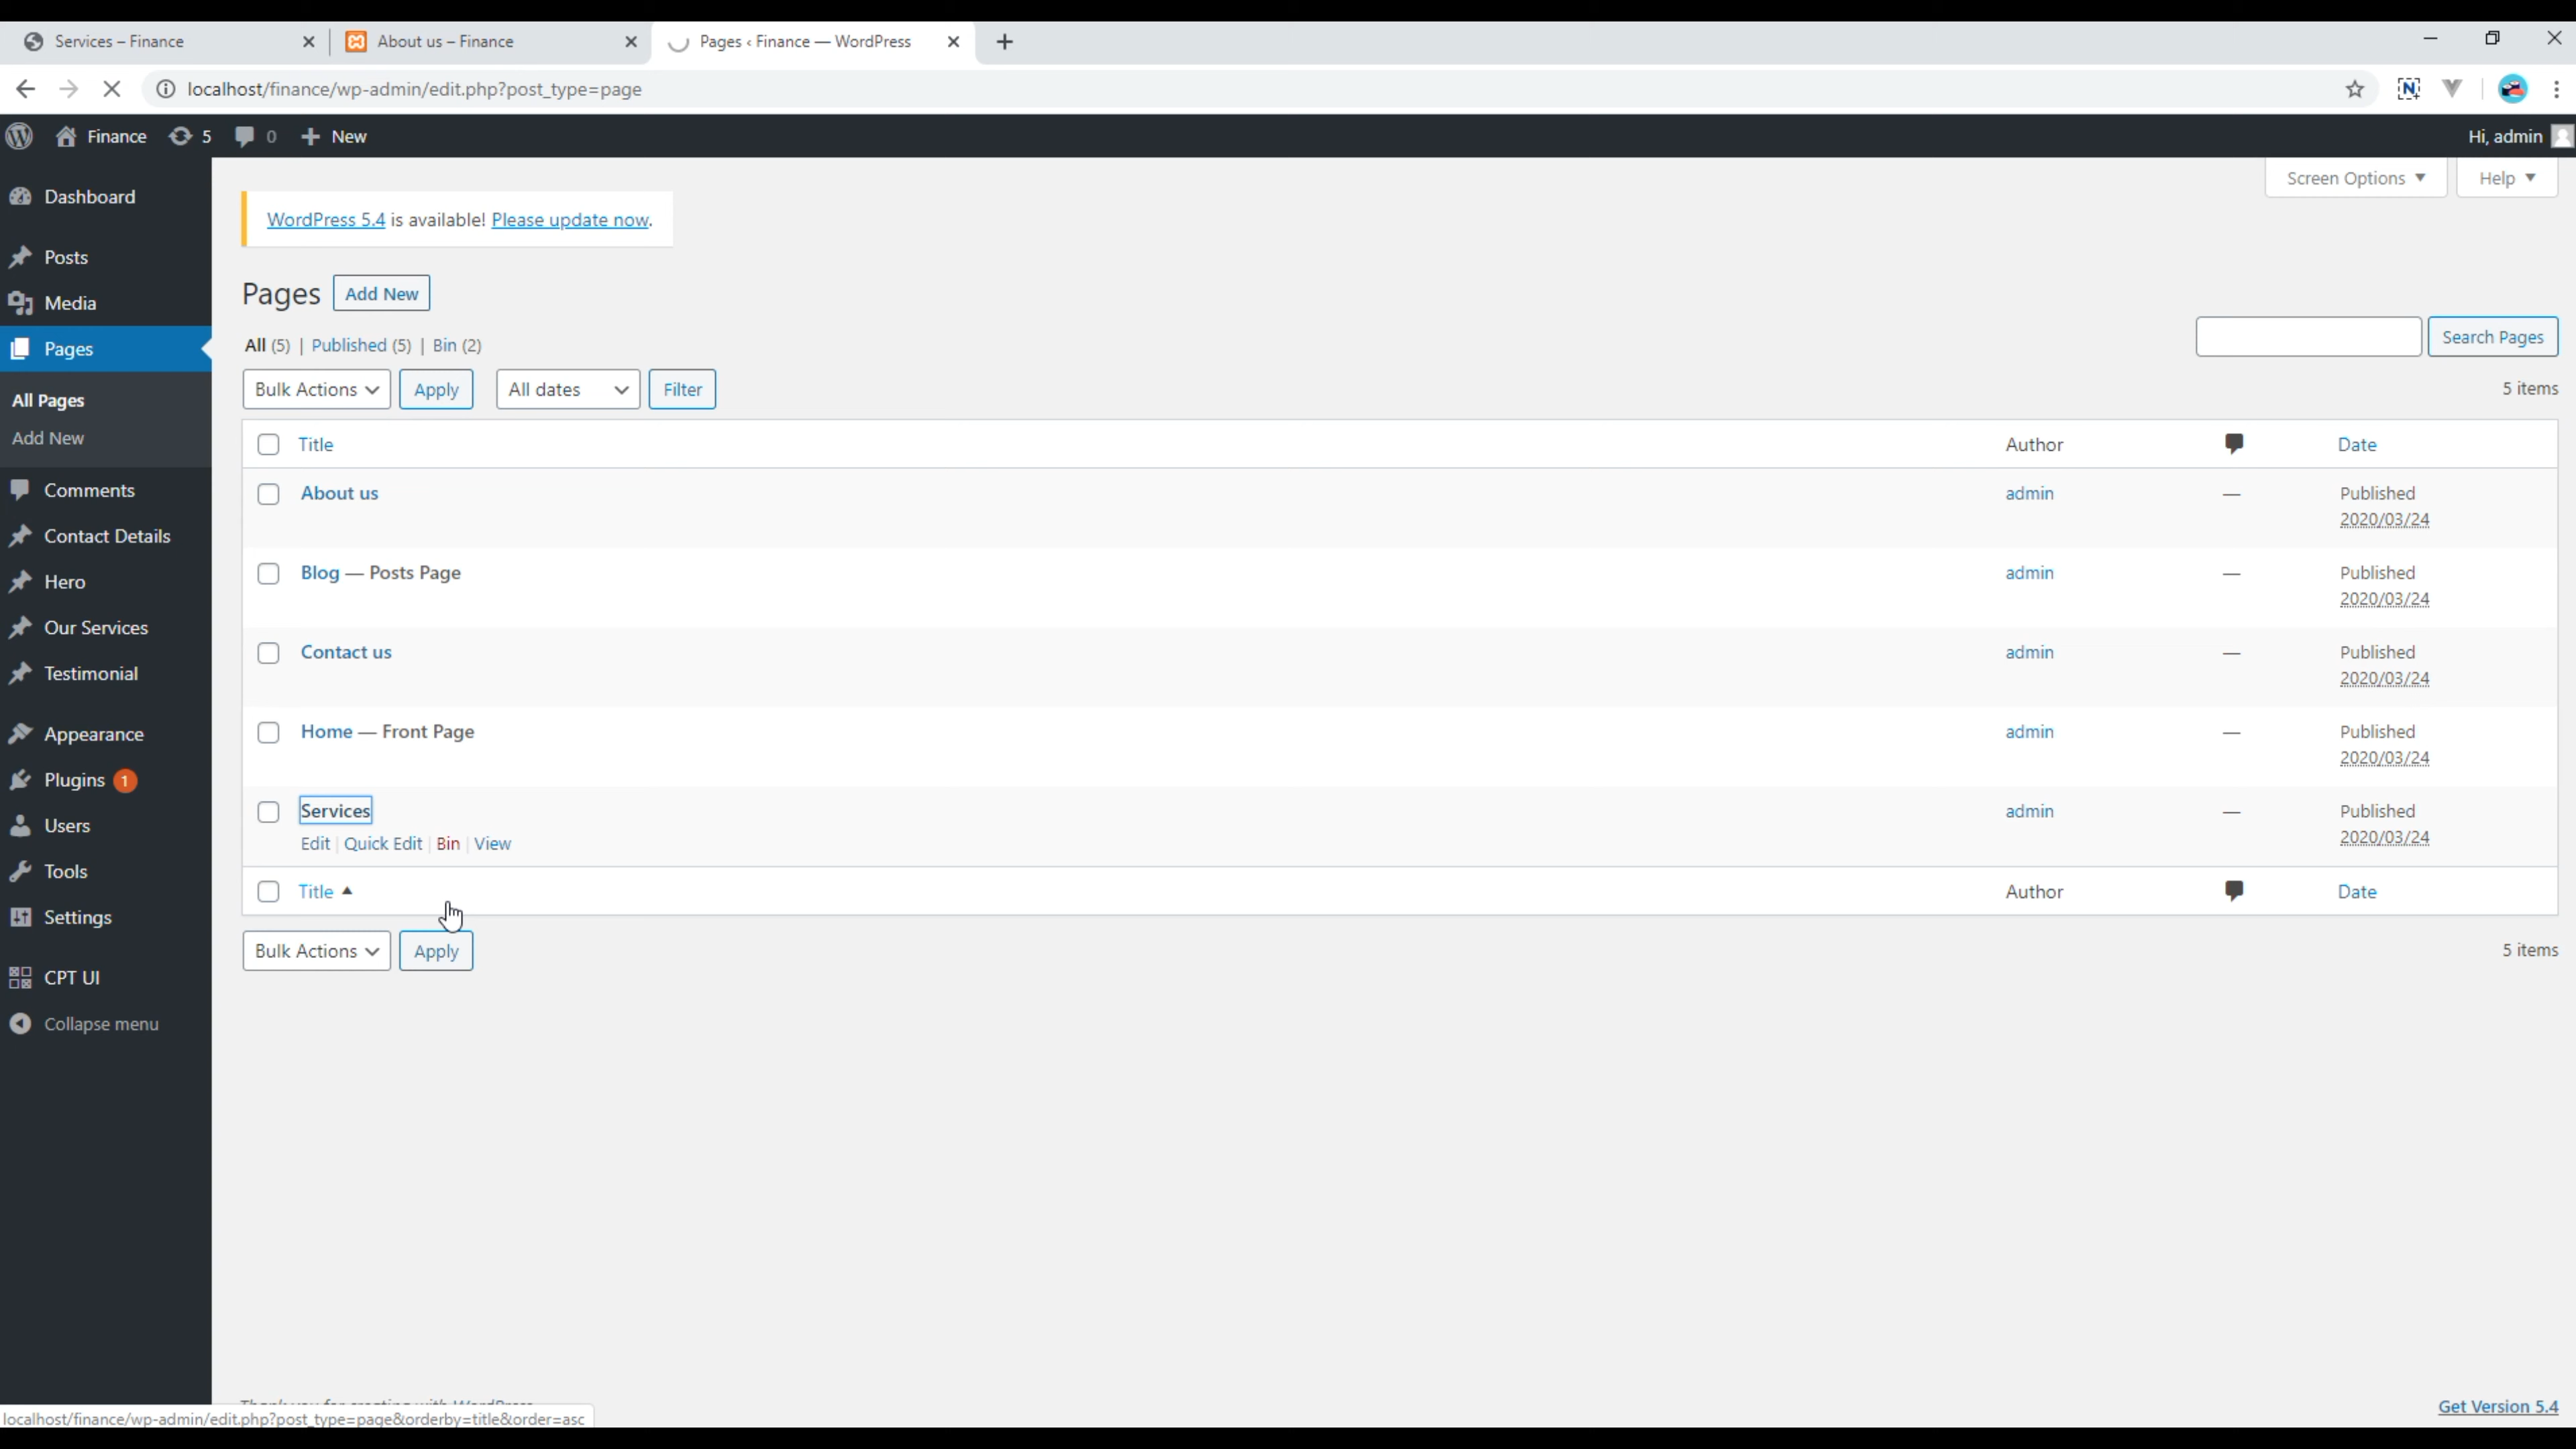 Services – Finance
About us – Finance
Pages ‹ Finance — WordPress
localhost/finance/wp-admin/edit.php?post_type=page
Finance 5 0 New
Hi, admin
Screen Options
Help
Dashboard
Posts
Media
Pages
All Pages
Add New
Comments
Contact Details
Hero
Our Services
Testimonial
Appearance
Plugins 1
Users
Tools
Settings
CPT UI
Collapse menu
WordPress 5.4 is available! Please update now.
Pages Add New
All (5) | Published (5) | Bin (2)
Search Pages
Bulk Actions Apply All dates Filter
5 items
Title Author Date
About us admin — Published
2020/03/24
Blog — Posts Page admin — Published
2020/03/24
Contact us admin — Published
2020/03/24
Home — Front Page admin — Published
2020/03/24
Services admin — Published
Edit | Quick Edit | Bin | View 2020/03/24
Title Author Date
Bulk Actions Apply
5 items
Thank you for creating with WordPress
localhost/finance/wp-admin/edit.php?post_type=page&orderby=title&order=asc
Get Version 5.4